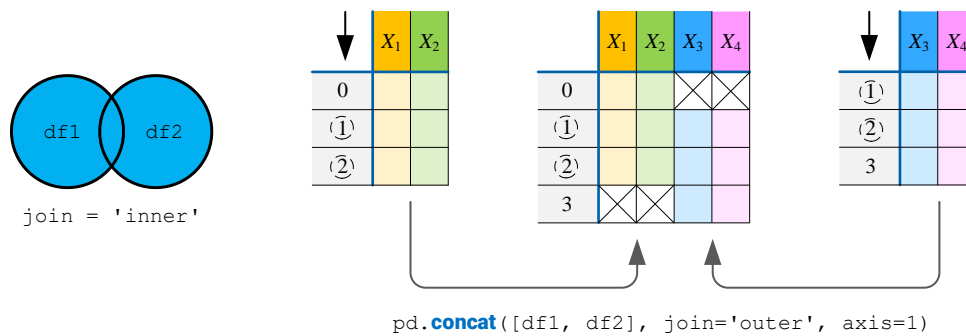 df1 df2
join = 'inner'
X1 X2
0
1
2
X1 X2 X3 X4
0
1
2
3
X3 X4
1
2
3
pd.concat([df1, df2], join='outer', axis=1)